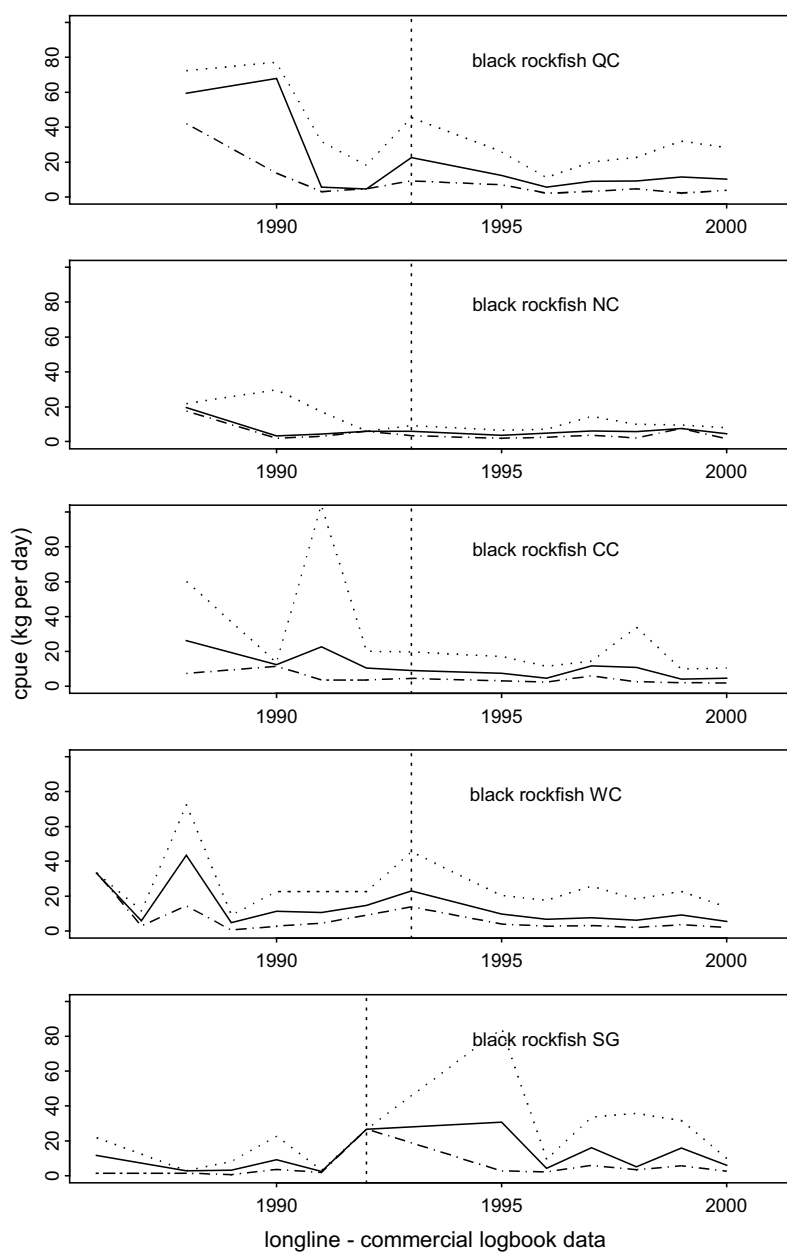 black rockfish QC
0 20 40 60 80
1990 1995 2000
black rockfish NC
0 20 40 60 80
1990 1995 2000
cpue (kg per day)
black rockfish CC
0 20 40 60 80
1990 1995 2000
black rockfish WC
0 20 40 60 80
1990 1995 2000
black rockfish SG
0 20 40 60 80
1990 1995 2000
longline - commercial logbook data